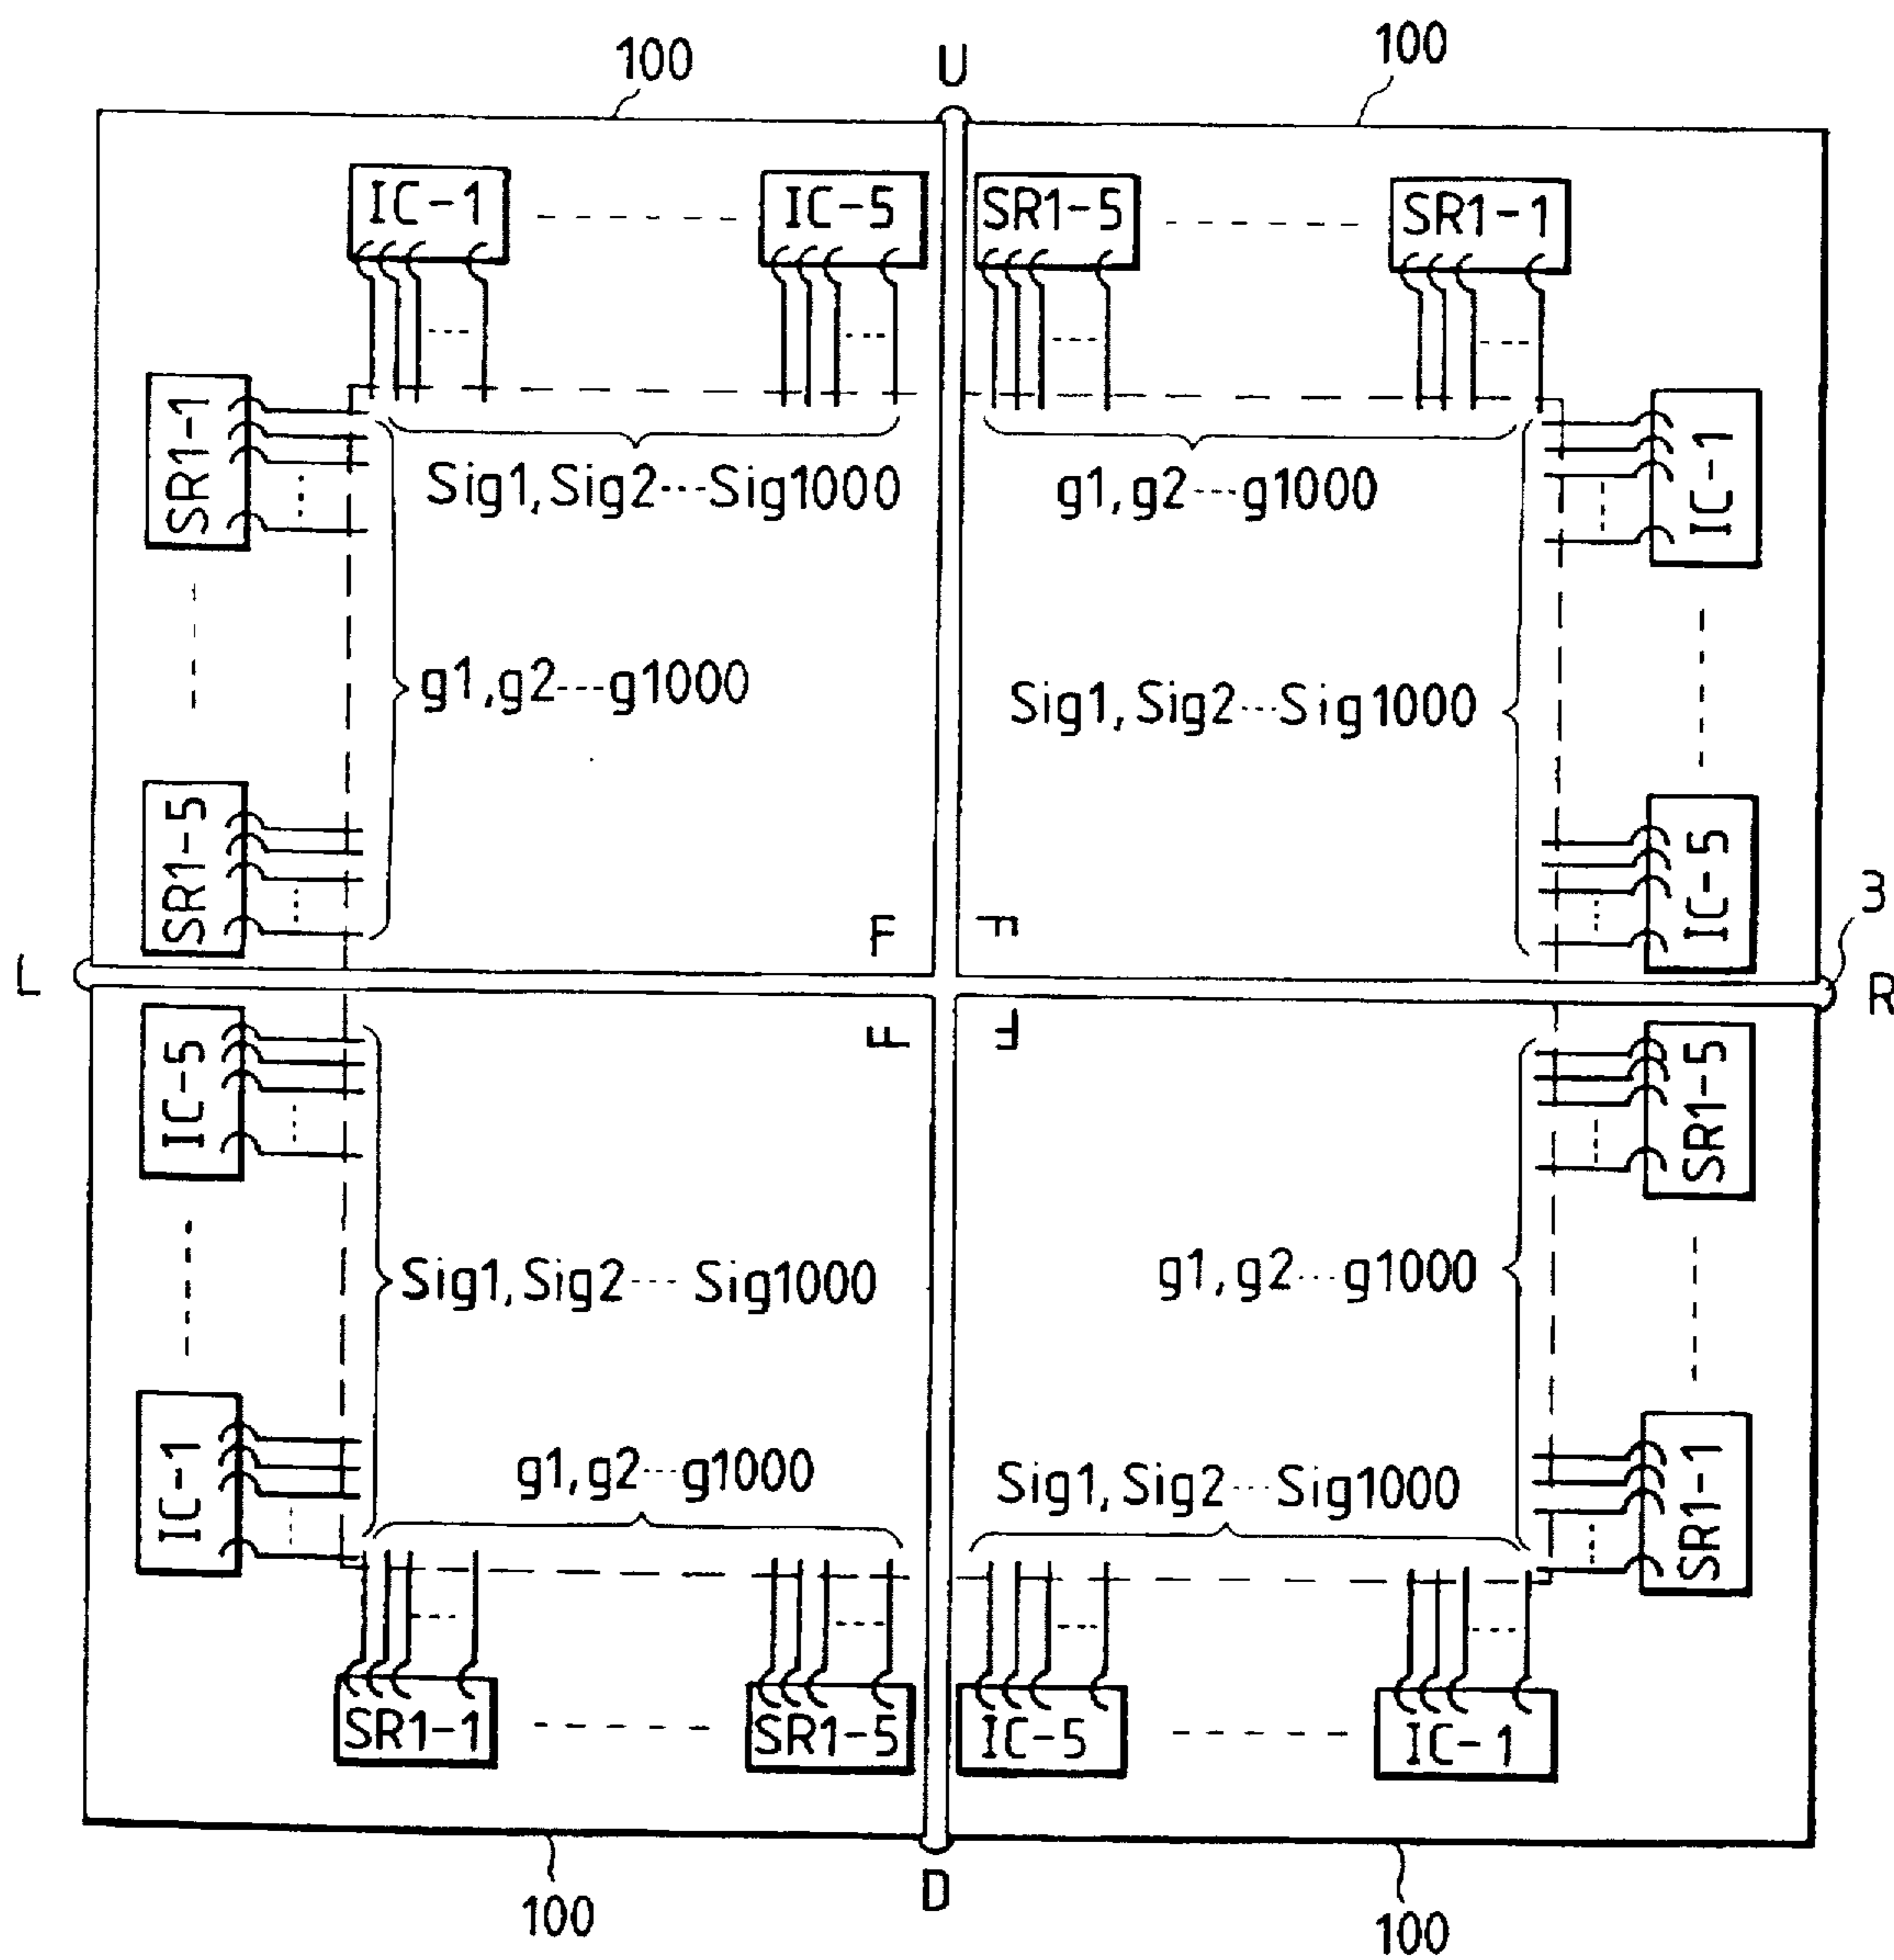 100
U
100
IC-1
IC-5
SR1-5
SR1-1
SR1-1
Sig1,Sig2---Sig1000
g1,g2---g1000
IC-1
g1,g2---g1000
Sig1,Sig2---Sig1000
SR1-5
IC-5
F
F
3
L
R
IC-5
F
F
SR1-5
Sig1,Sig2--- Sig1000
g1,g2---g1000
IC-1
g1,g2---g1000
Sig1,Sig2---Sig1000
SR1-1
SR1-1
SR1-5
IC-5
IC-1
100
D
100